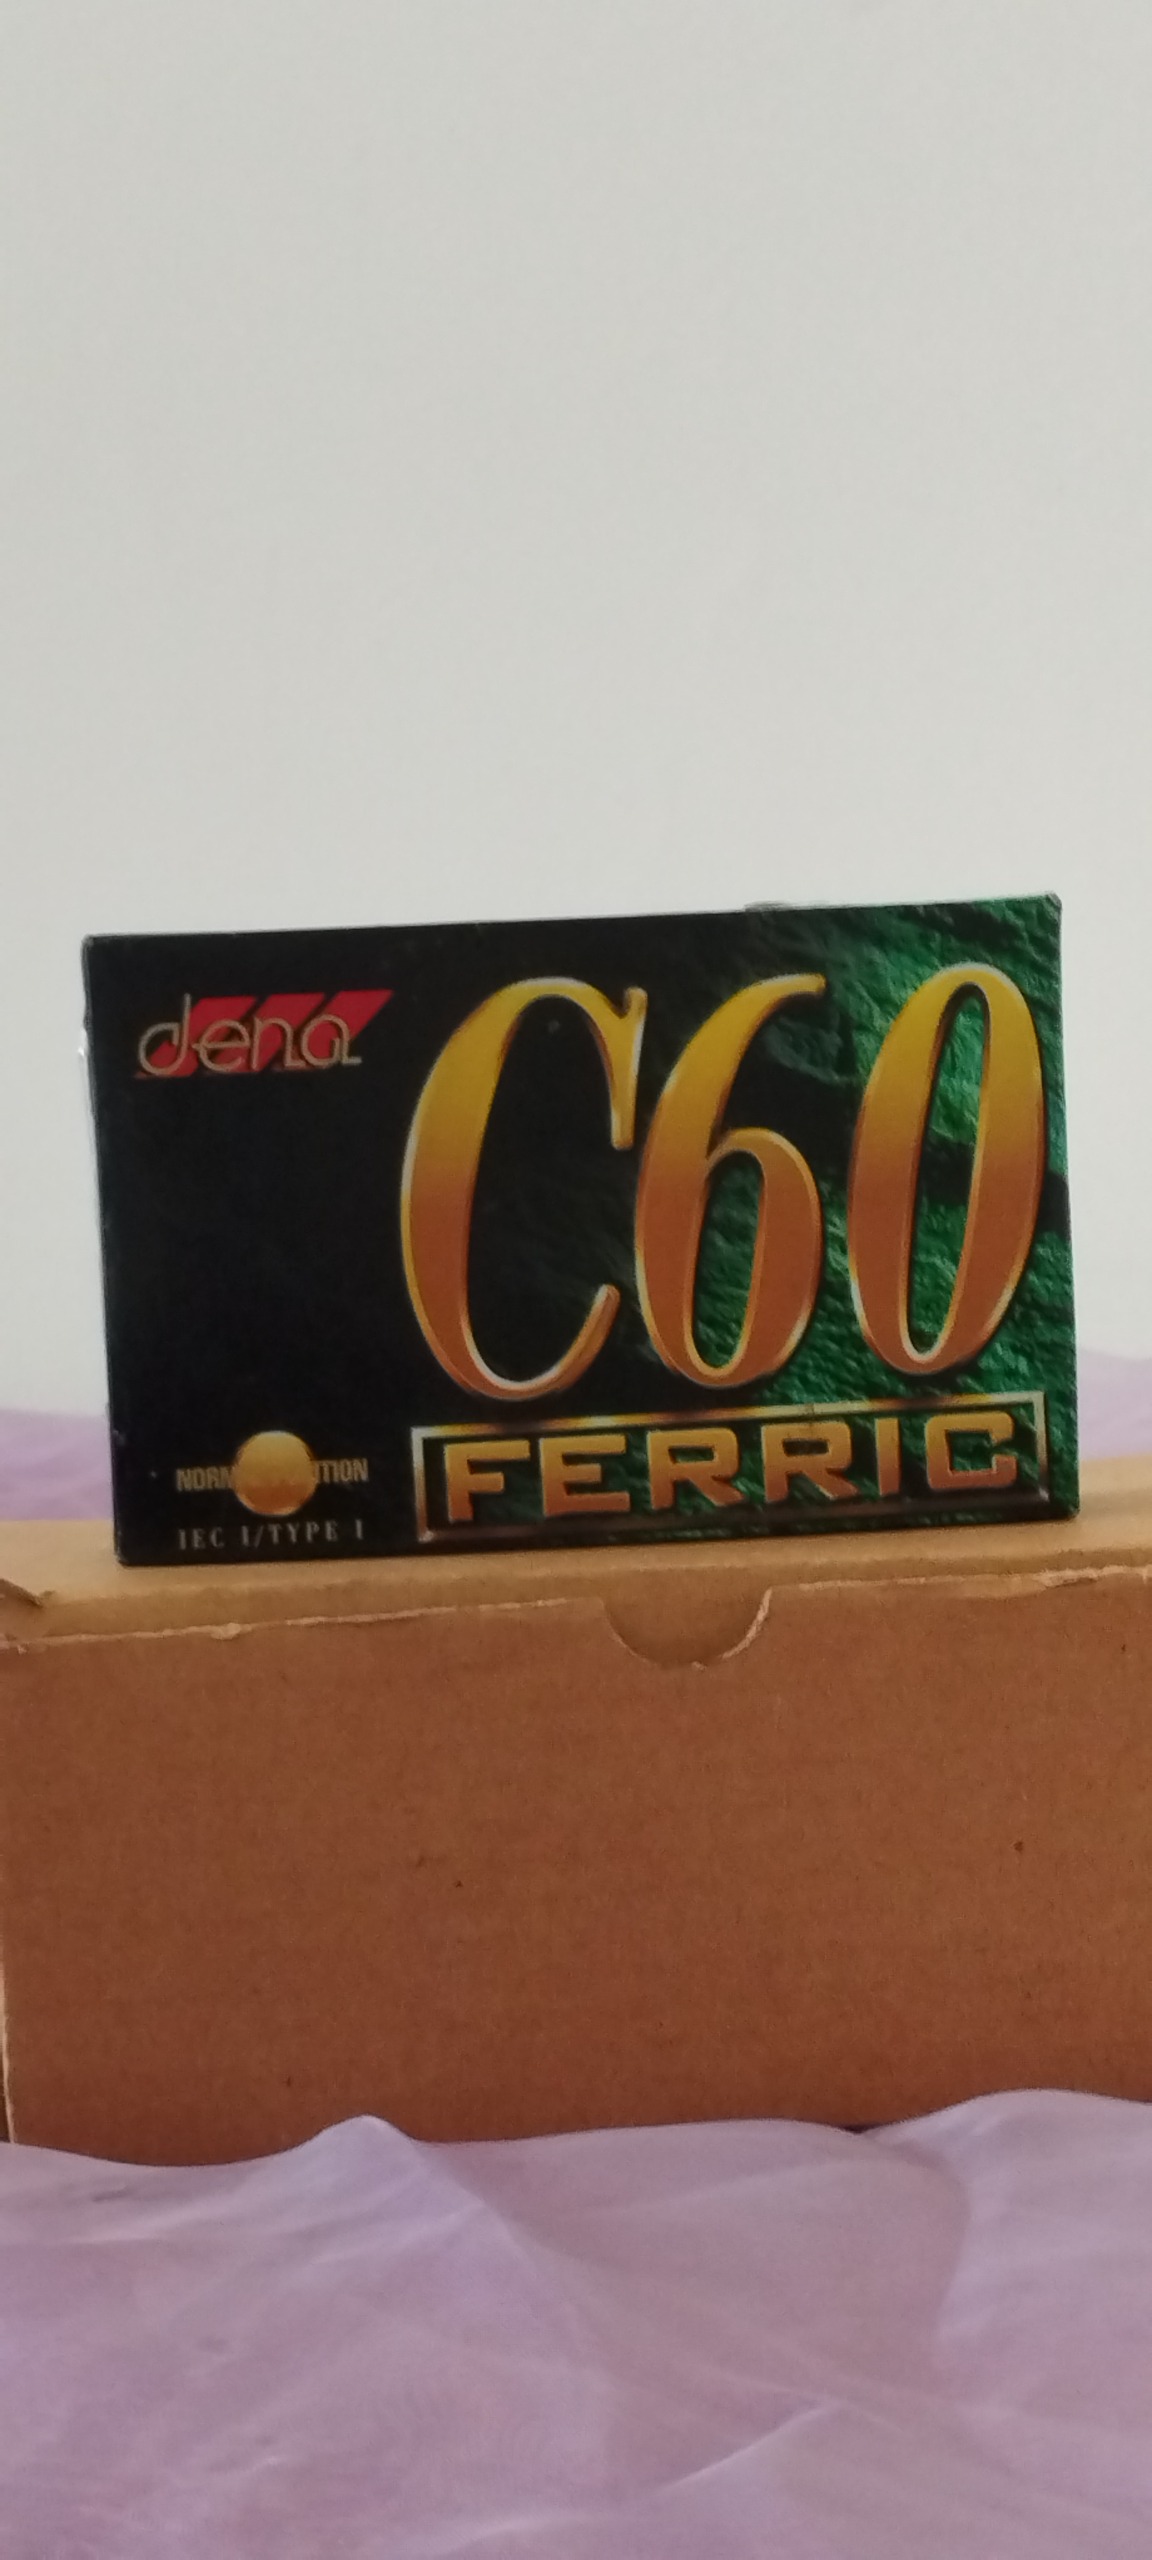 dena
C60
FERRIC
IEC I/TYPE I